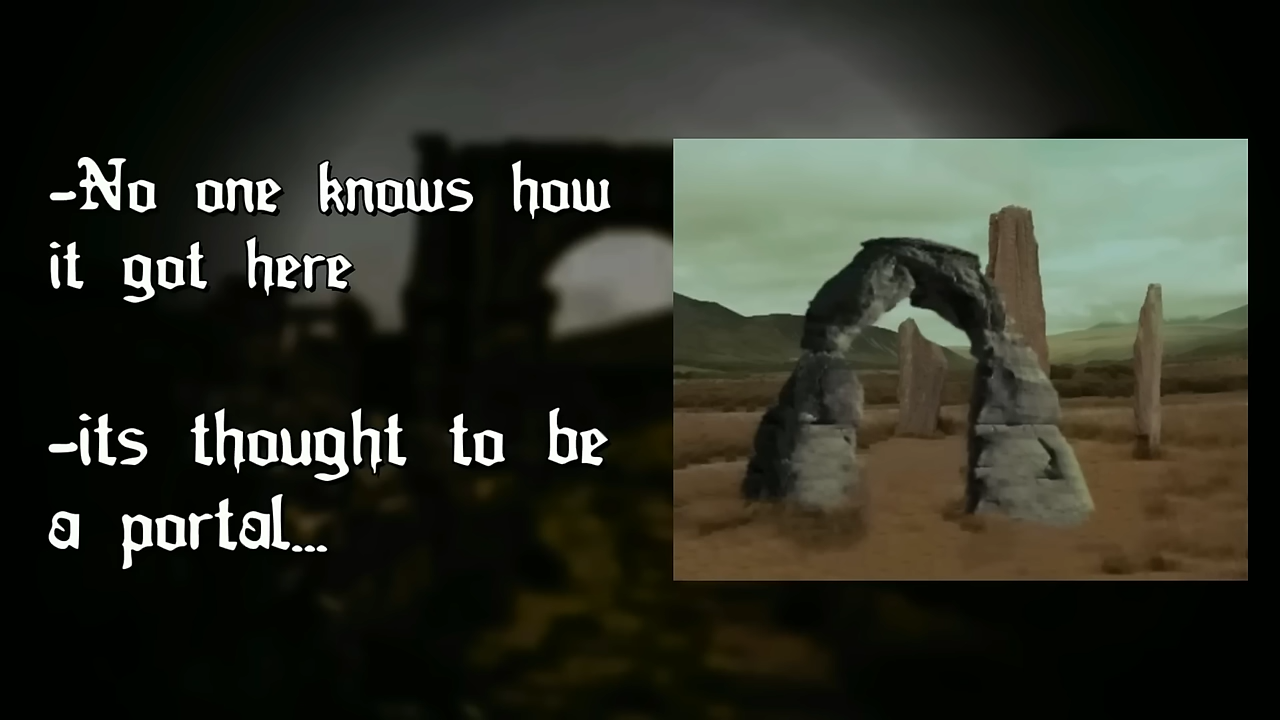 -No one knows how
it got here
-its thought to be
a portal...